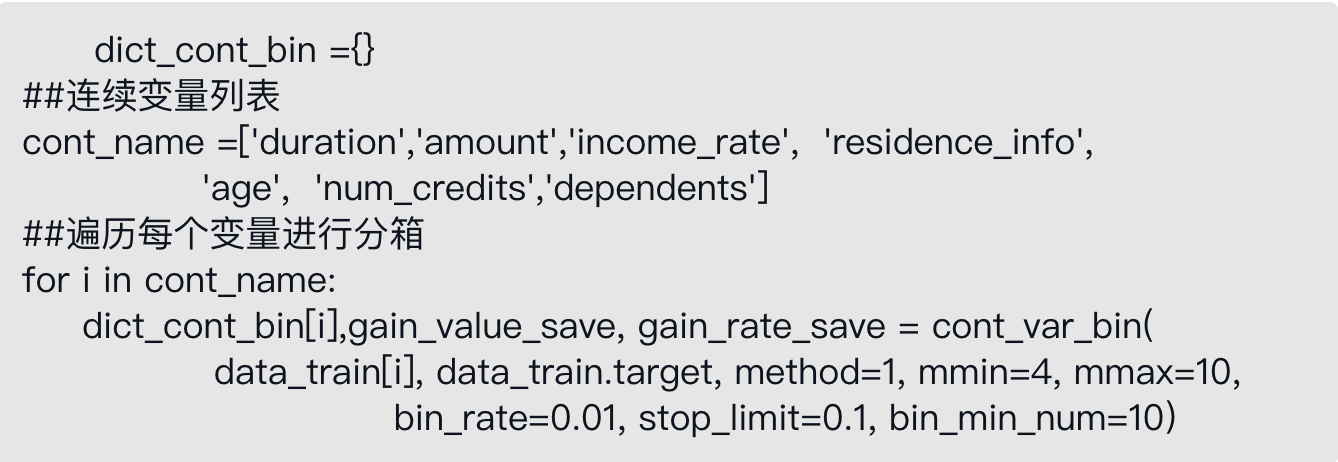 dict_cont_bin ={}
##连续变量列表
cont_name =['duration','amount','income_rate',  'residence_info',
'age',  'num_credits','dependents']
##遍历每个变量进行分箱
for i in cont_name:
dict_cont_bin[i],gain_value_save, gain_rate_save = cont_var_bin(
data_train[i], data_train.target, method=1, mmin=4, mmax=10,
bin_rate=0.01, stop_limit=0.1, bin_min_num=10)